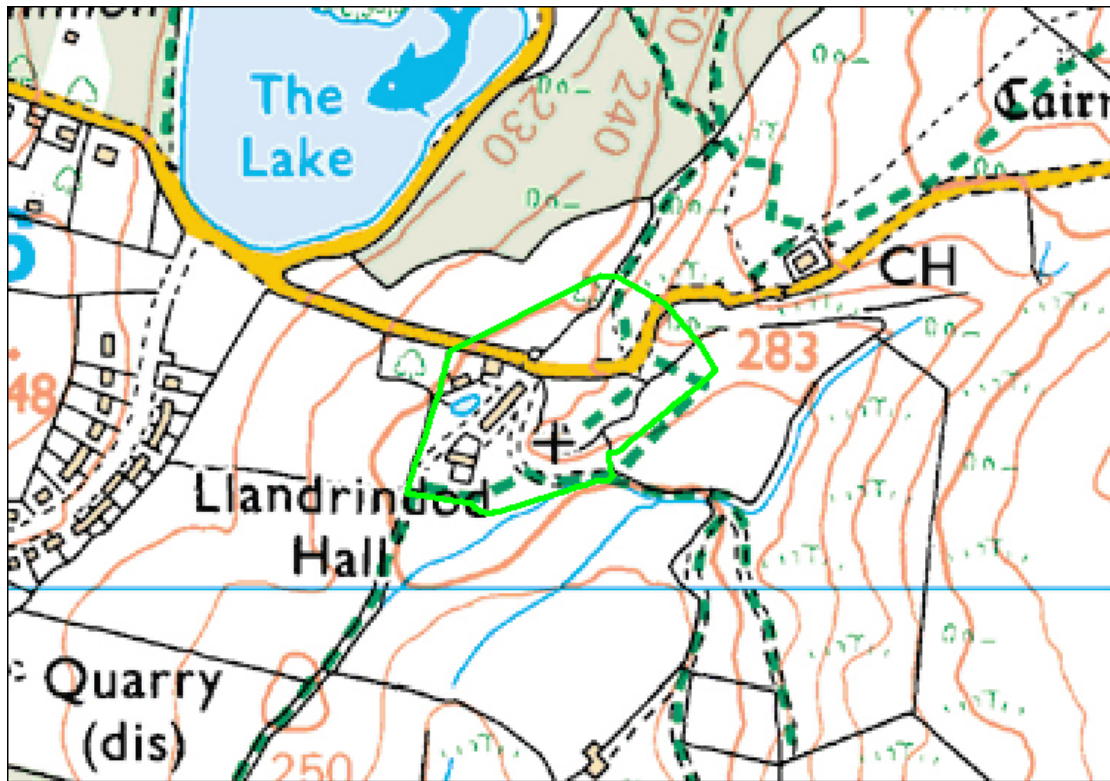 The
Lake
230
240
Cairn
CH
283
48
Llandrindod
Hall
Quarry
(dis)
250